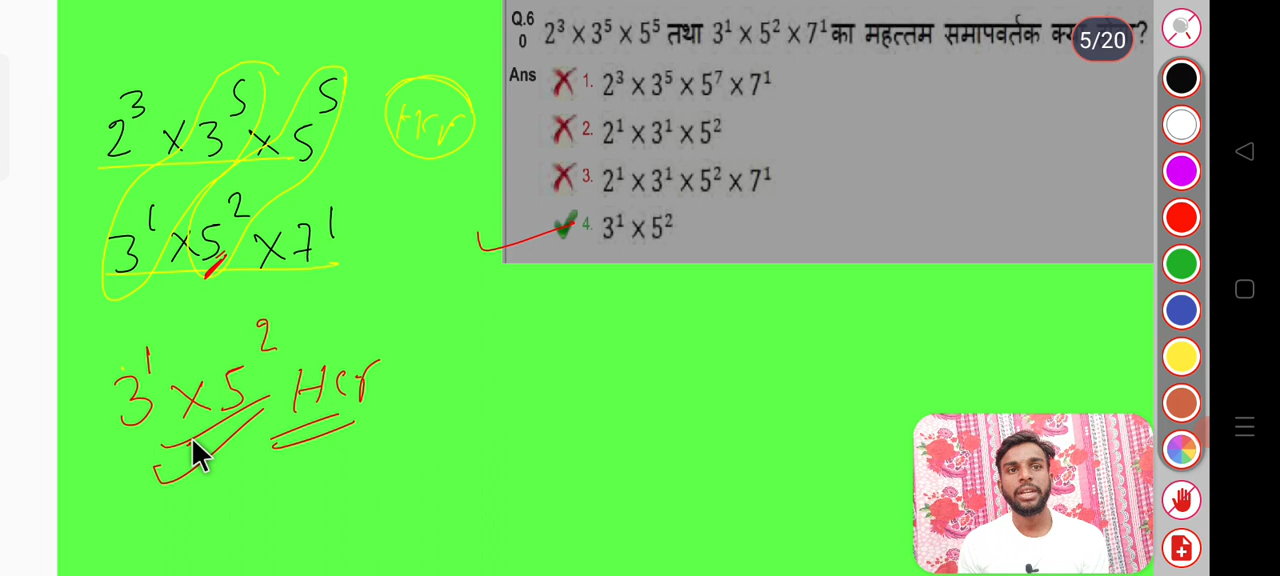 Q.60 2³ × 3⁵ × 5⁵ तथा 3¹ × 5² × 7¹ का महत्तम समापवर्तक ?
5/20
Ans 1. 2³ × 3⁵ × 5⁷ × 7¹
2. 2¹ × 3¹ × 5²
3. 2¹ × 3¹ × 5² × 7¹
4. 3¹ × 5²
2³ × 3⁵ × 5⁵
Hcf
3¹ × 5² × 7¹
3¹ × 5² Hcf